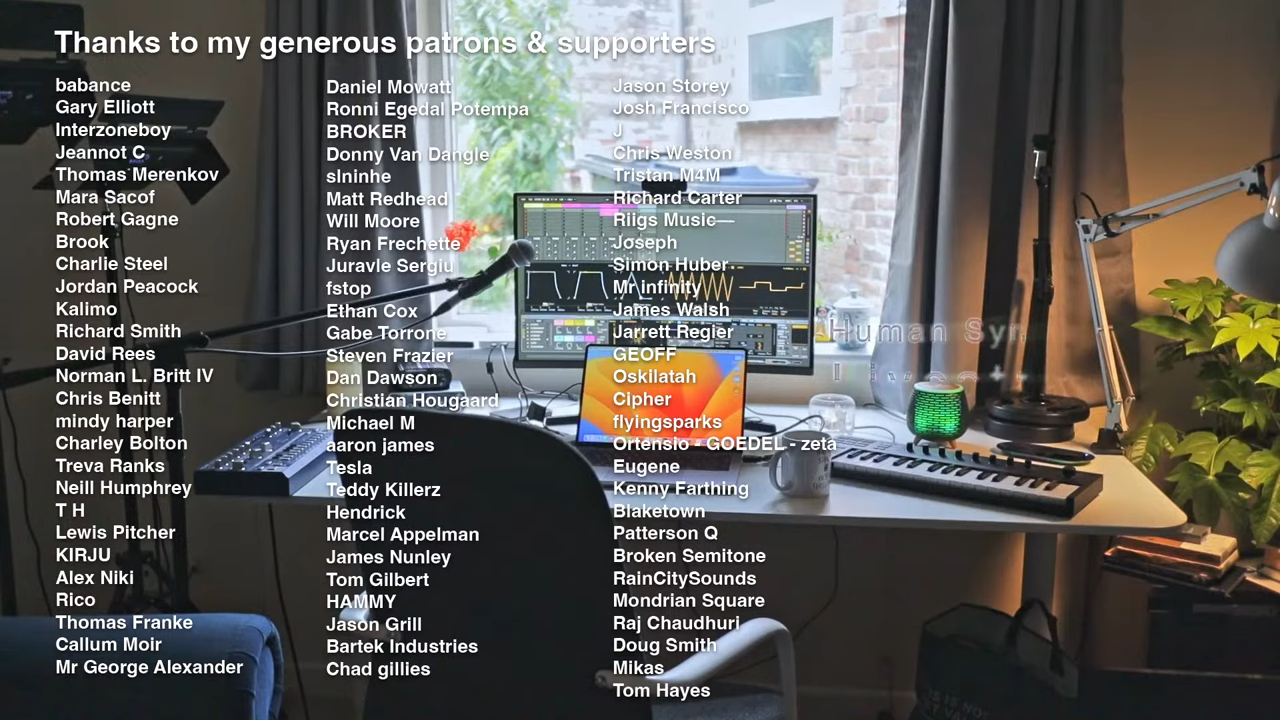 Thanks to my generous patrons & supporters
babance
Gary Elliott
Interzoneboy
Jeannot C
Thomas Merenkov
Mara Sacof
Robert Gagne
Brook
Charlie Steel
Jordan Peacock
Kalimo
Richard Smith
David Rees
Norman L. Britt IV
Chris Benitt
mindy harper
Charley Bolton
Treva Ranks
Neill Humphrey
T H
Lewis Pitcher
KIRJU
Alex Niki
Rico
Thomas Franke
Callum Moir
Mr George Alexander
Daniel Mowatt
Ronni Egedal Potempa
BROKER
Donny Van Dangle
slninhe
Matt Redhead
Will Moore
Ryan Frechette
Juravle Sergiu
fstop
Ethan Cox
Gabe Torrone
Steven Frazier
Dan Dawson
Christian Hougaard
Michael M
aaron james
Tesla
Teddy Killerz
Hendrick
Marcel Appelman
James Nunley
Tom Gilbert
HAMMY
Jason Grill
Bartek Industries
Chad gillies
Jason Storey
Josh Francisco
J
Chris Weston
Tristan M4M
Richard Carter
Riigs Music
Joseph
Simon Huber
Mr infinity
James Walsh
Jarrett Regier
GEOFF
Oskilatah
Cipher
flyingsparks
Ortensio - GOEDEL - zeta
Eugene
Kenny Farthing
Blaketown
Patterson Q
Broken Semitone
RainCitySounds
Mondrian Square
Raj Chaudhuri
Doug Smith
Mikas
Tom Hayes
Human